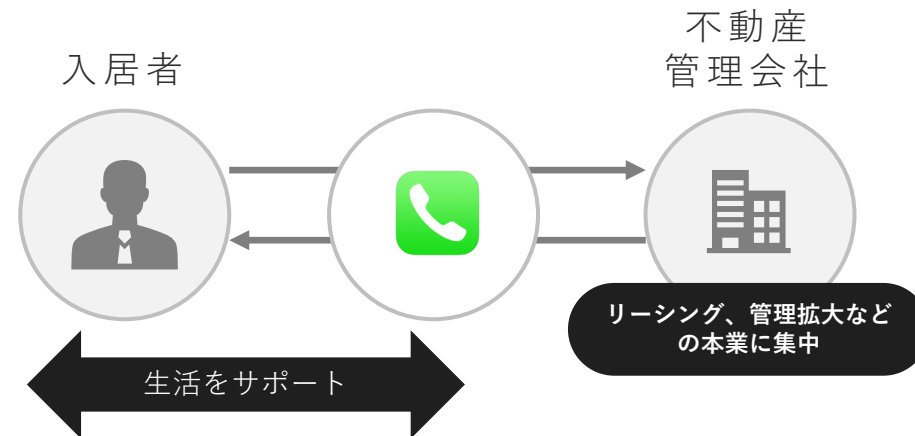 入居者
不動産
管理会社
リーシング、管理拡大など
の本業に集中
生活をサポート